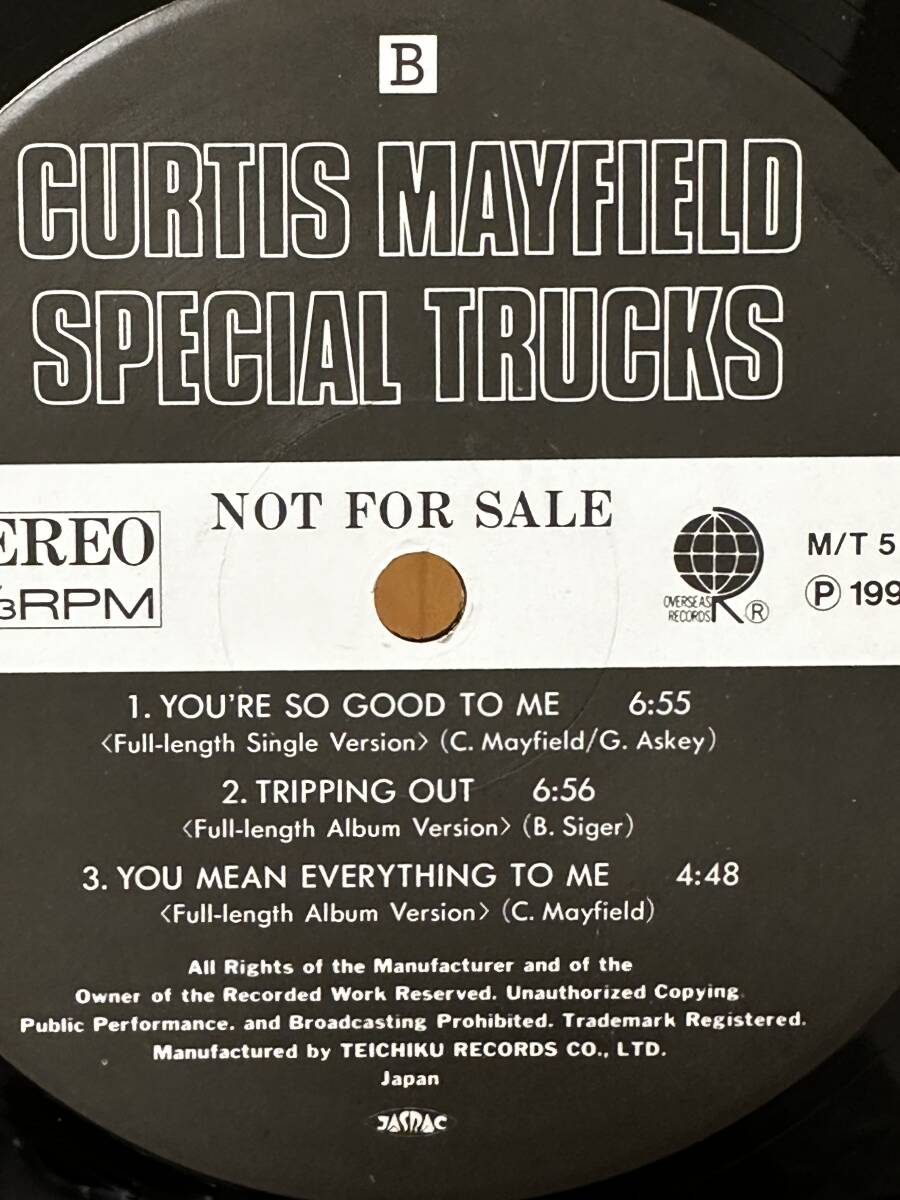 B
CURTIS MAYFIELD
SPECIAL TRUCKS
EREO
3RPM
NOT FOR SALE
OVERSEAS
RECORDS
®
M/T 5
Ⓟ 199
1. YOU'RE SO GOOD TO ME 6:55
〈Full-length Single Version〉 (C. Mayfield/G. Askey)
2. TRIPPING OUT 6:56
〈Full-length Album Version〉 (B. Siger)
3. YOU MEAN EVERYTHING TO ME 4:48
〈Full-length Album Version〉 (C. Mayfield)
All Rights of the Manufacturer and of the
Owner of the Recorded Work Reserved. Unauthorized Copying
Public Performance. and Broadcasting Prohibited. Trademark Registered.
Manufactured by TEICHIKU RECORDS CO., LTD.
Japan
JASRAC